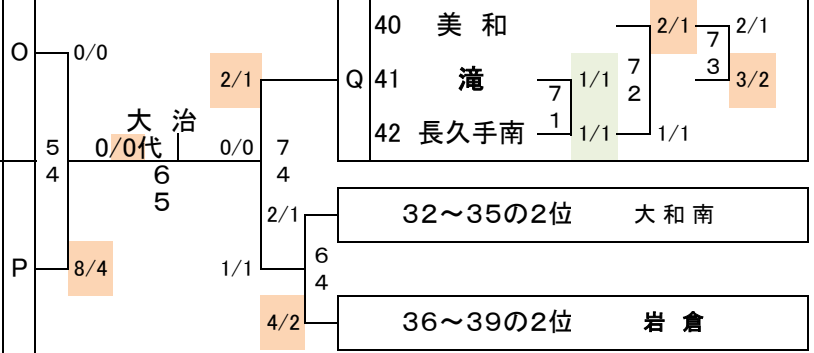 40 美 和 2/1 2/1
O 0/0 7
3
2/1 Q 41 滝 1/1 7
2 3/2
7
1
大 治 42 長久手南 1/1 1/1
5
4 0/0代 0/0 7
4
6
5
2/1 32～35の2位 大 和 南
P 8/4 1/1 6
4
4/2 36～39の2位 岩 倉